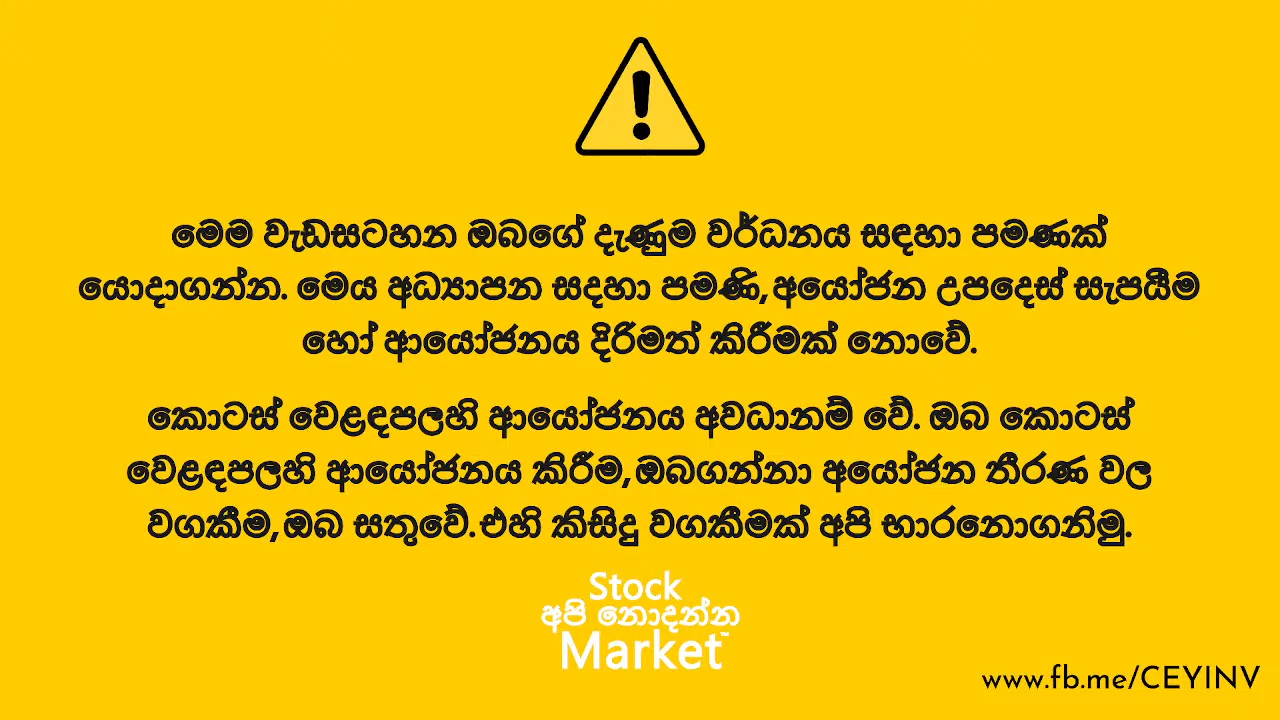 මෙම වැඩසටහන ඔබගේ දැණුම වර්ධනය සඳහා පමණක්
යොදාගන්න. මෙය අධ්‍යාපන සදහා පමණි,අයෝජන උපදෙස් සැපයීම
හෝ ආයෝජනය දිරිමත් කිරීමක් නොවේ.
කොටස් වෙළඳපලහි ආයෝජනය අවධානම් වේ. ඔබ කොටස්
වෙළඳපලහි ආයෝජනය කිරීම,ඔබගන්නා අයෝජන තීරණ වල
වගකීම,ඔබ සතුවේ.එහි කිසිදු වගකීමක් අපි භාරනොගනිමු.
Stock
අපි නොදන්න
Market™
www.fb.me/CEYINV